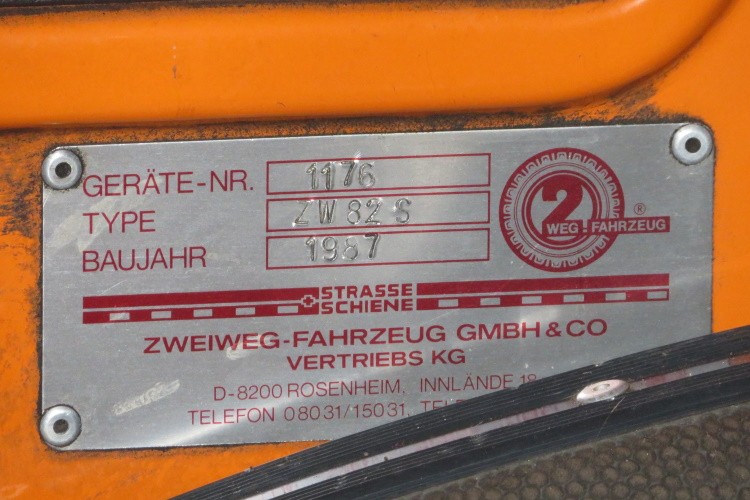 GERÄTE-NR. 1176
TYPE ZW 82 S
BAUJAHR 1987
2
WEG - FAHRZEUG ®
STRASSE
SCHIENE
ZWEIWEG-FAHRZEUG GMBH & CO
VERTRIEBS KG
D-8200 ROSENHEIM, INNLÄNDE 18
TELEFON 08031/15031,